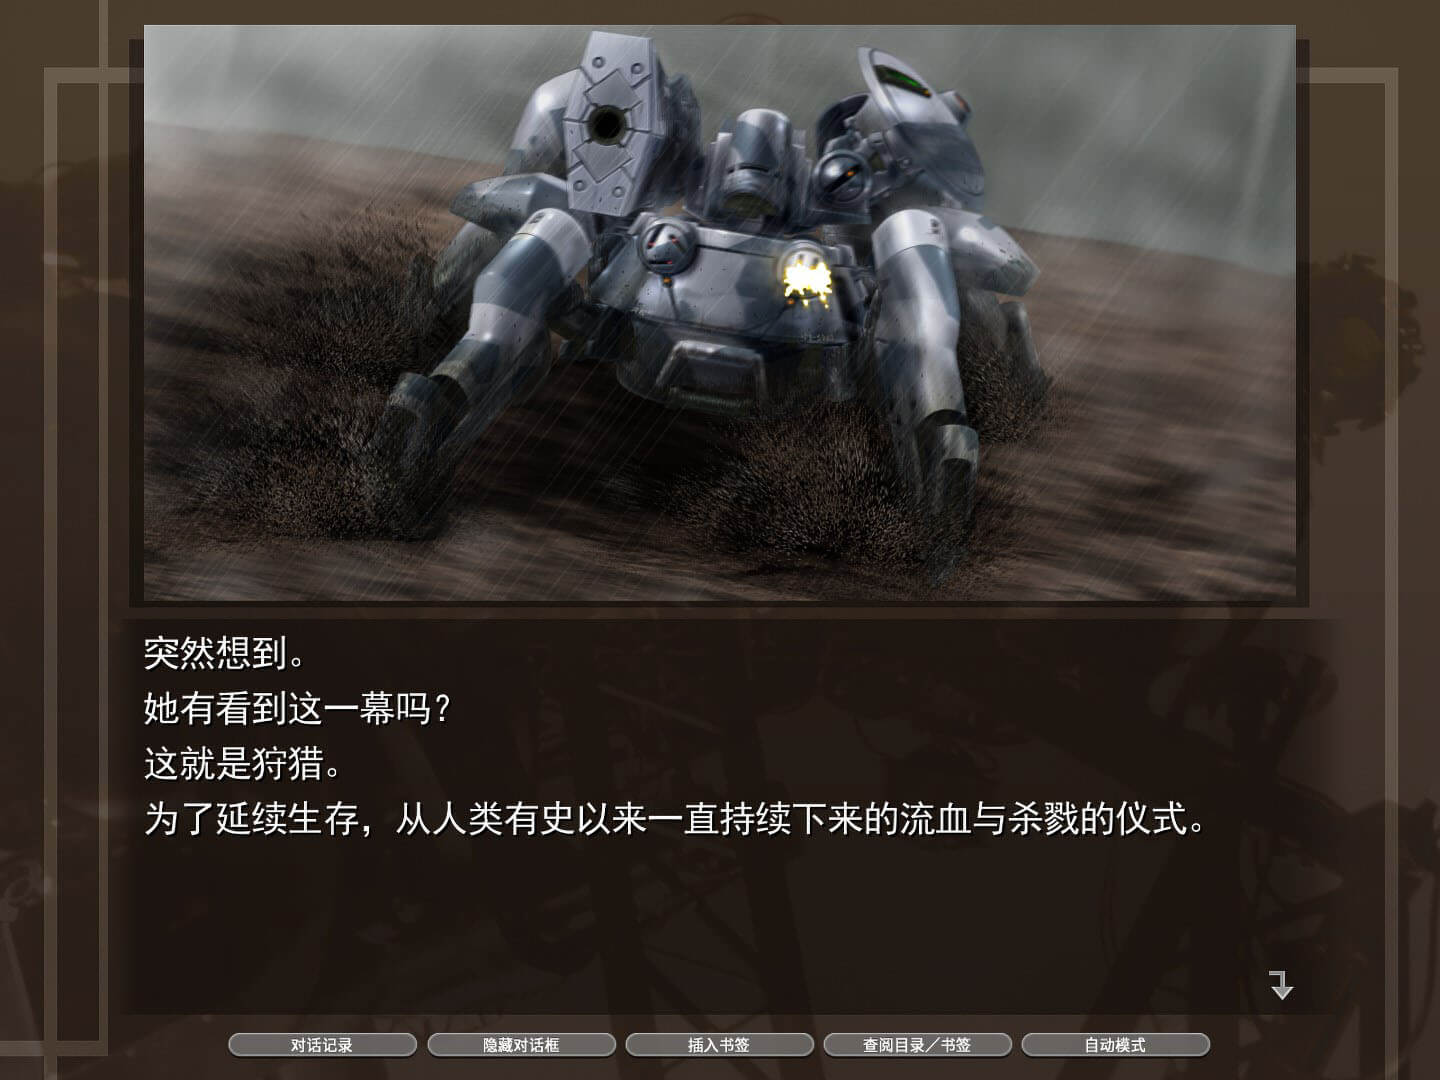 突然想到。
她有看到这一幕吗？
这就是狩猎。
为了延续生存，从人类有史以来一直持续下来的流血与杀戮的仪式。
对话记录
隐藏对话框
插入书签
查阅目录／书签
自动模式